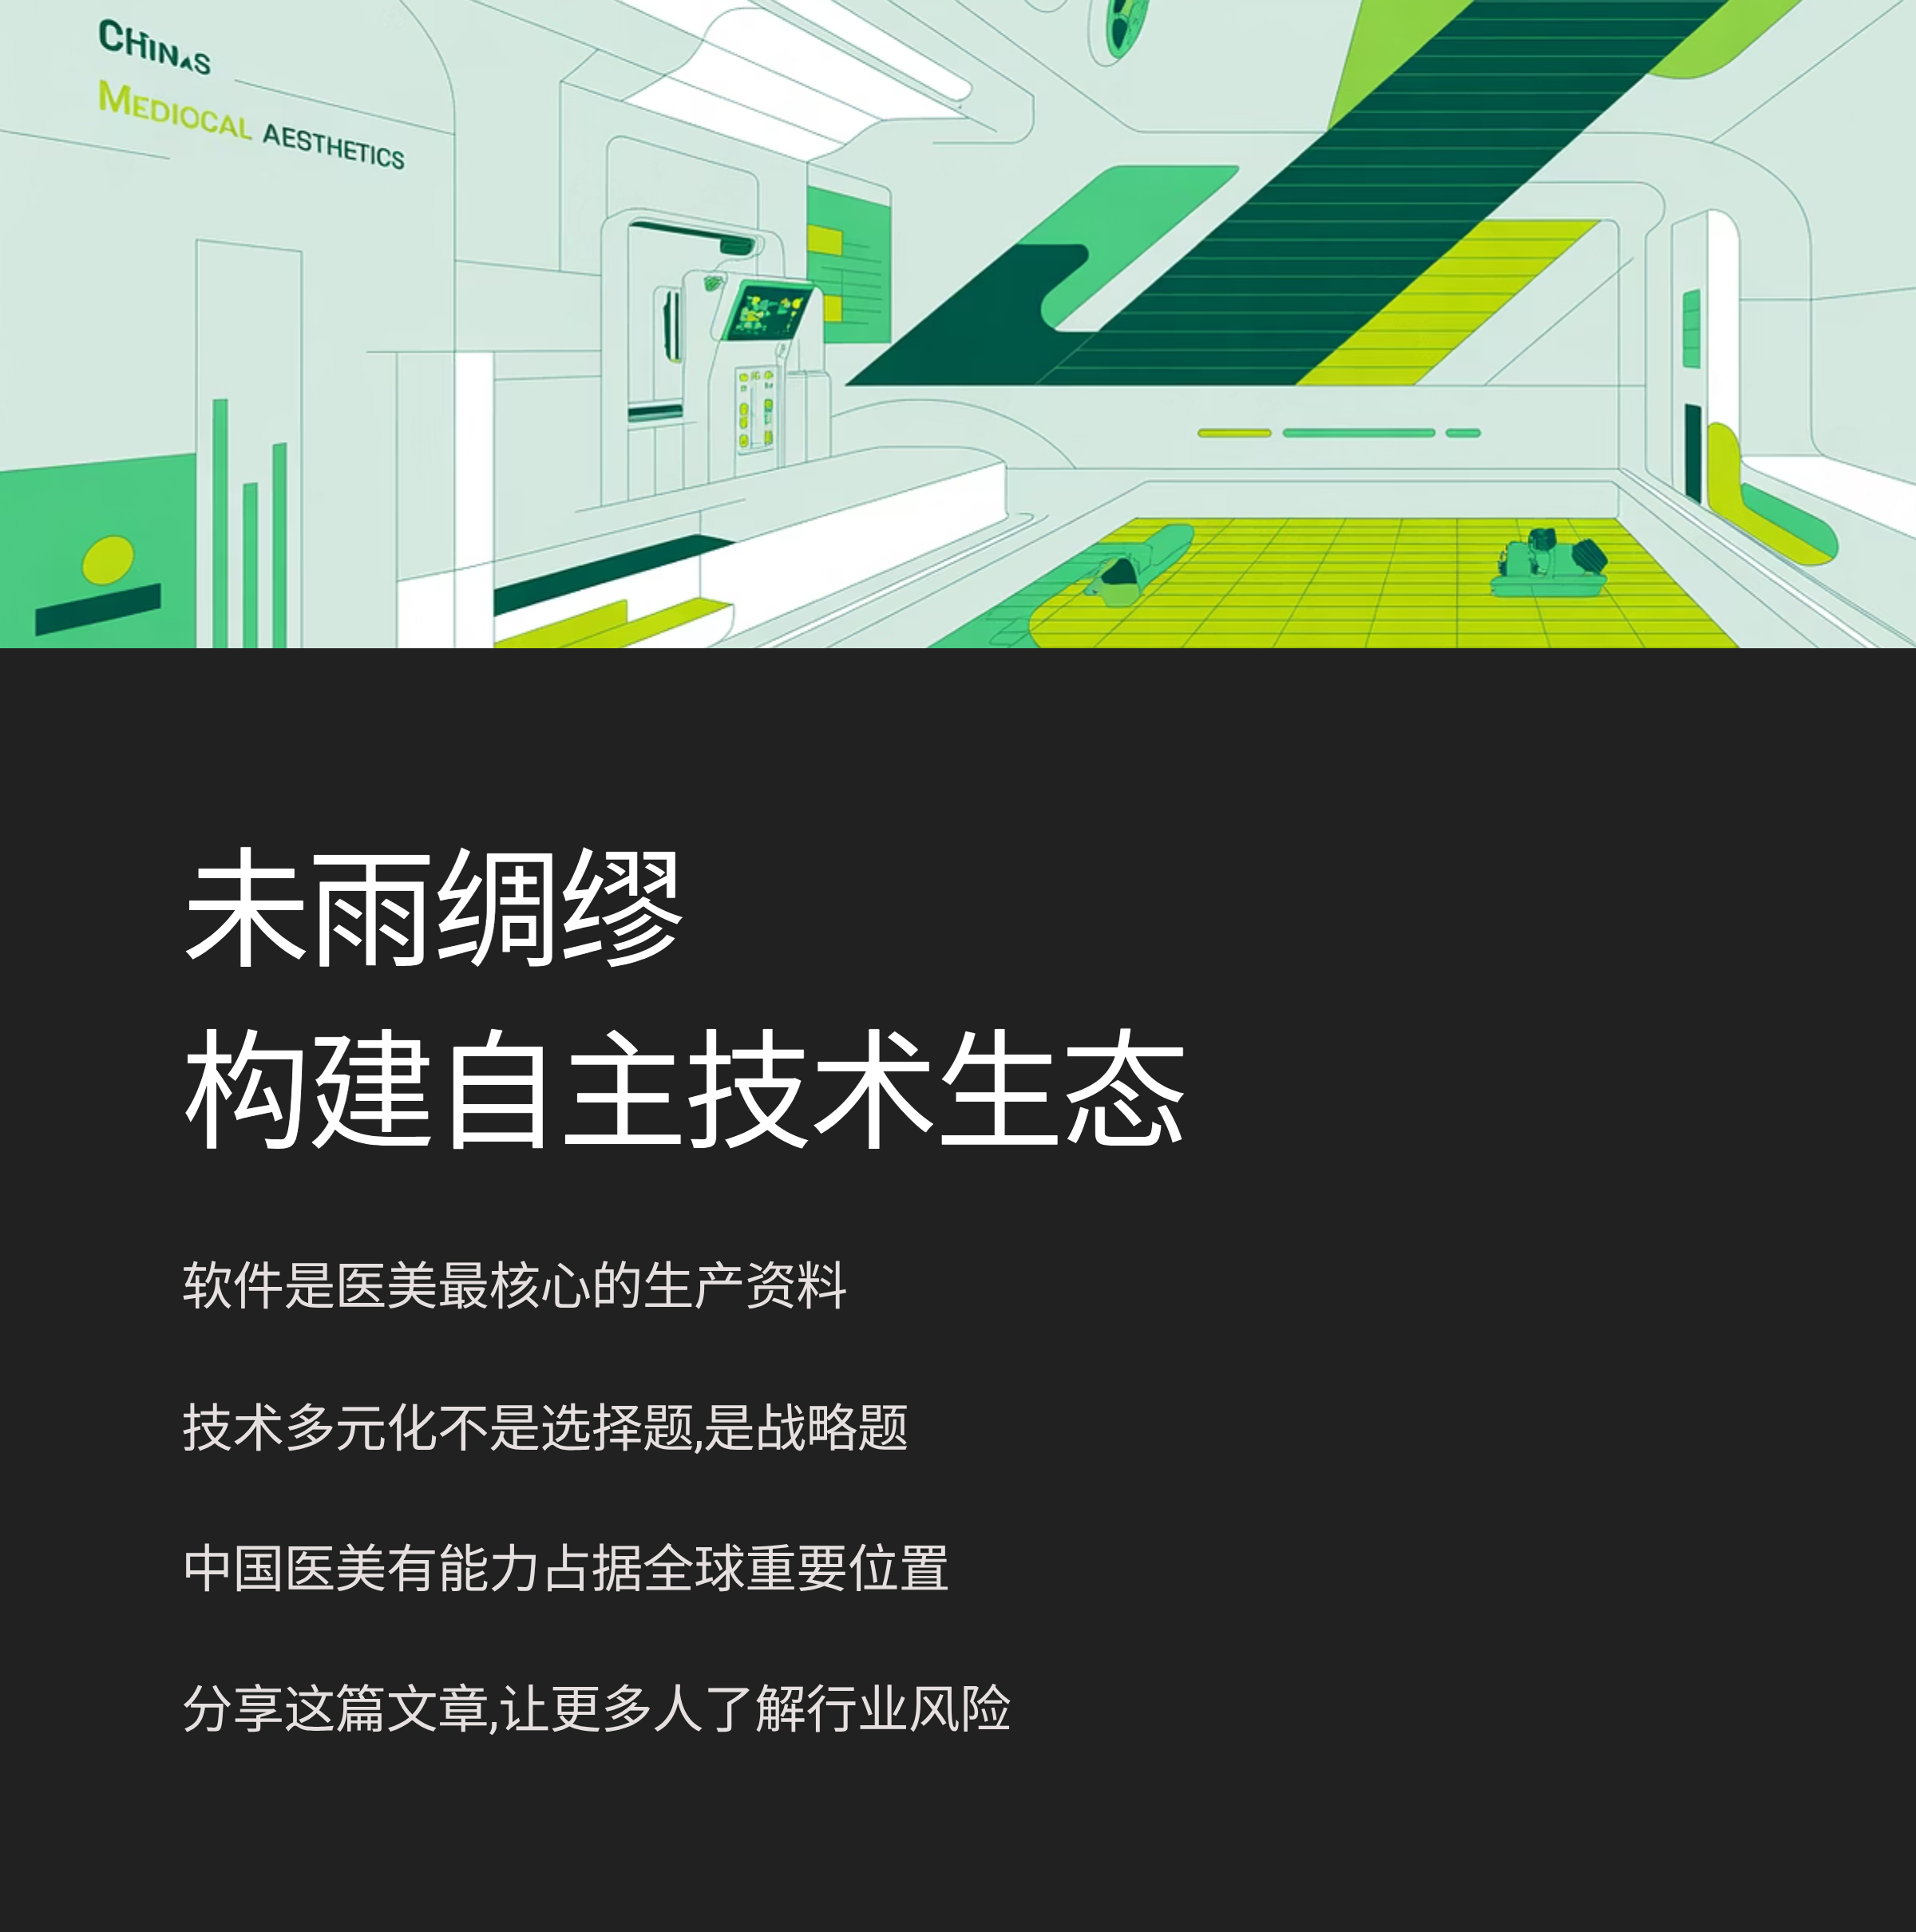 CHINAS
MEDIOCAL AESTHETICS
未雨绸缪
构建自主技术生态
软件是医美最核心的生产资料
技术多元化不是选择题,是战略题
中国医美有能力占据全球重要位置
分享这篇文章,让更多人了解行业风险